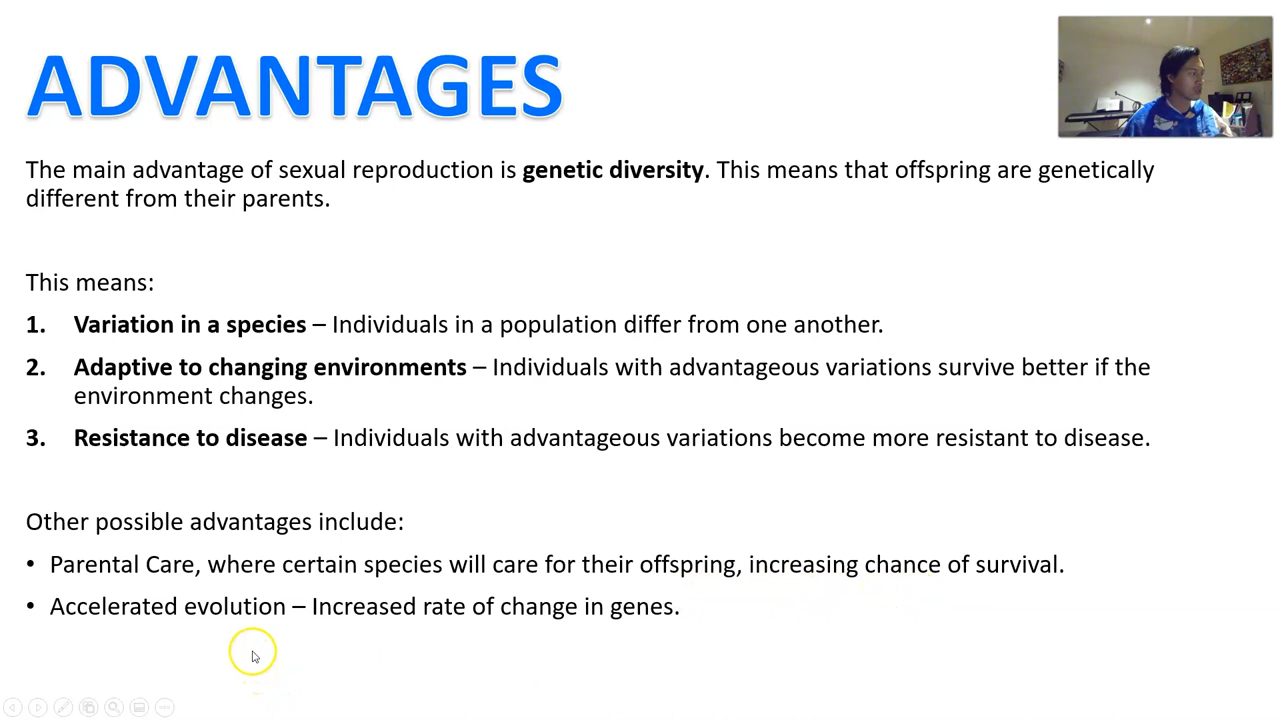 ADVANTAGES
The main advantage of sexual reproduction is genetic diversity. This means that offspring are genetically
different from their parents.
This means:
1. Variation in a species – Individuals in a population differ from one another.
2. Adaptive to changing environments – Individuals with advantageous variations survive better if the
environment changes.
3. Resistance to disease – Individuals with advantageous variations become more resistant to disease.
Other possible advantages include:
• Parental Care, where certain species will care for their offspring, increasing chance of survival.
• Accelerated evolution – Increased rate of change in genes.